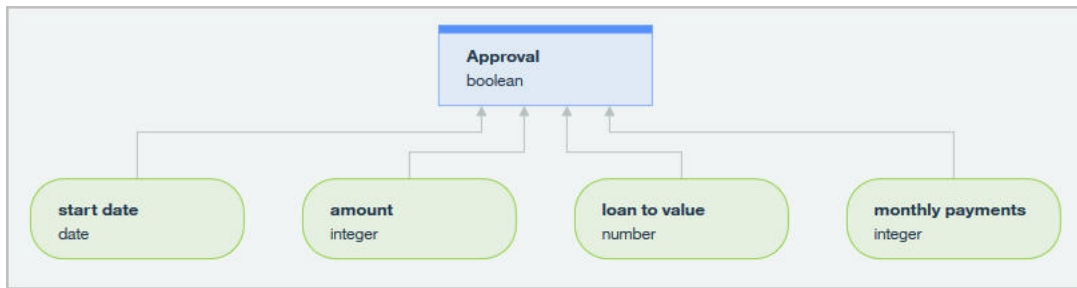 Approval
boolean
start date
date
amount
integer
loan to value
number
monthly payments
integer